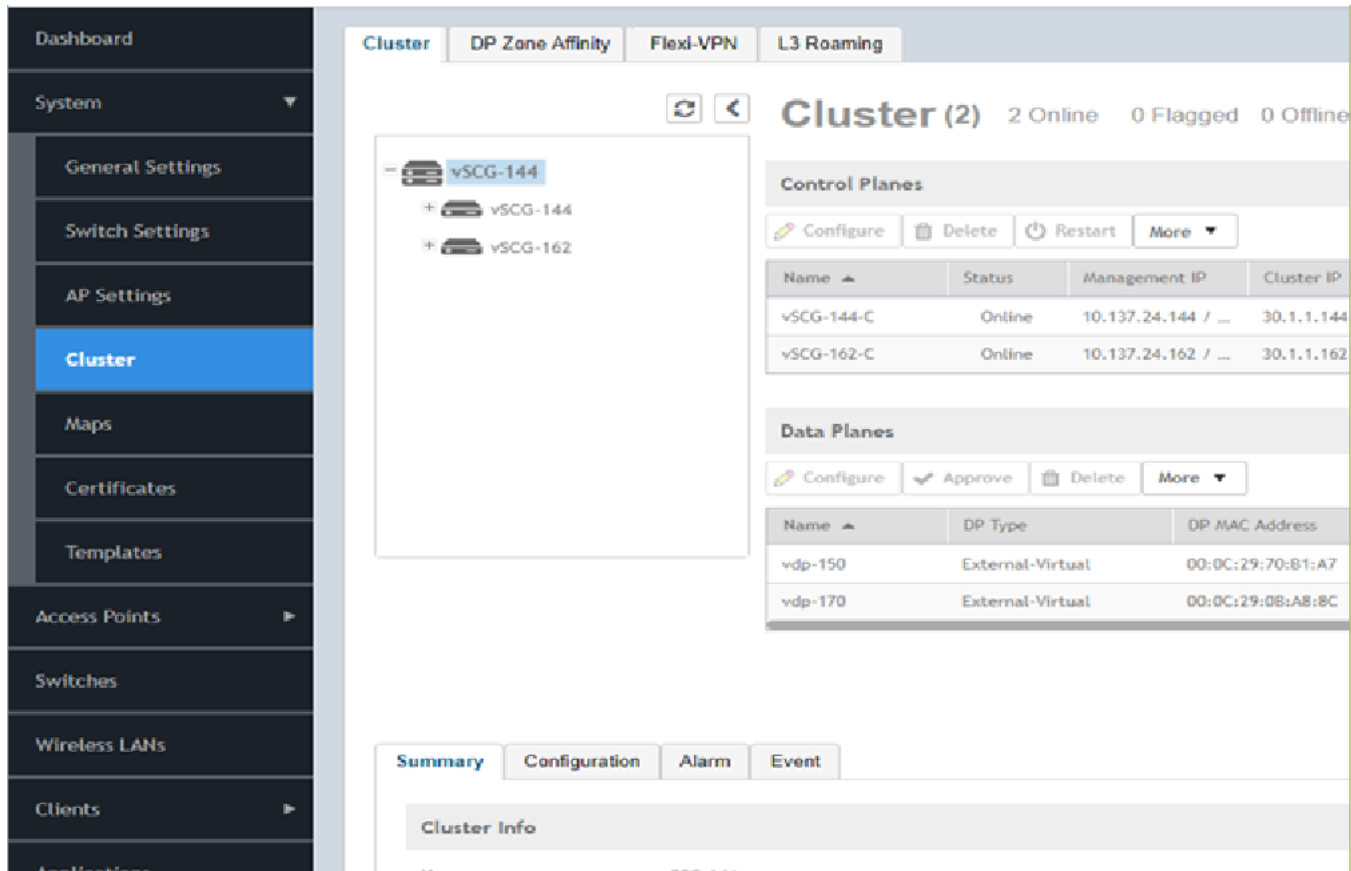 Dashboard
System
General Settings
Switch Settings
AP Settings
Cluster
Maps
Certificates
Templates
Access Points
Switches
Wireless LANs
Clients
Applications
Cluster DP Zone Affinity Flexi-VPN L3 Roaming
vSCG-144
vSCG-144
vSCG-162
Cluster (2) 2 Online 0 Flagged 0 Offline
Control Planes
Configure Delete Restart More
Name Status Management IP Cluster IP
vSCG-144-C Online 10.137.24.144 / ... 30.1.1.144
vSCG-162-C Online 10.137.24.162 / ... 30.1.1.162
Data Planes
Configure Approve Delete More
Name DP Type DP MAC Address
vdp-150 External-Virtual 00:0C:29:70:B1:A7
vdp-170 External-Virtual 00:0C:29:0B:A8:8C
Summary Configuration Alarm Event
Cluster Info